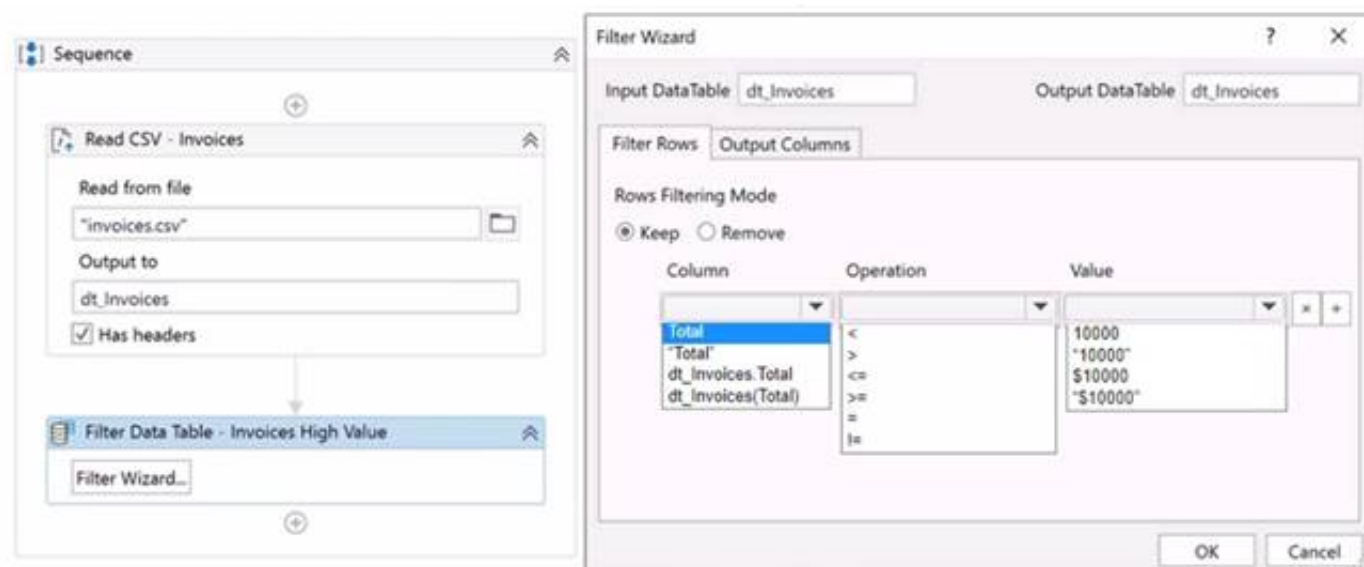 Sequence
Read CSV - Invoices
Read from file
"invoices.csv"
Output to
dt_Invoices
Has headers
Filter Data Table - Invoices High Value
Filter Wizard...
Filter Wizard ? ×
Input DataTable dt_Invoices Output DataTable dt_Invoices
Filter Rows Output Columns
Rows Filtering Mode
Keep Remove
Column Operation Value
× +
Total < 10000
"Total" > "10000"
dt_Invoices.Total <= $10000
dt_Invoices(Total) >= "$10000"
=
!=
OK Cancel